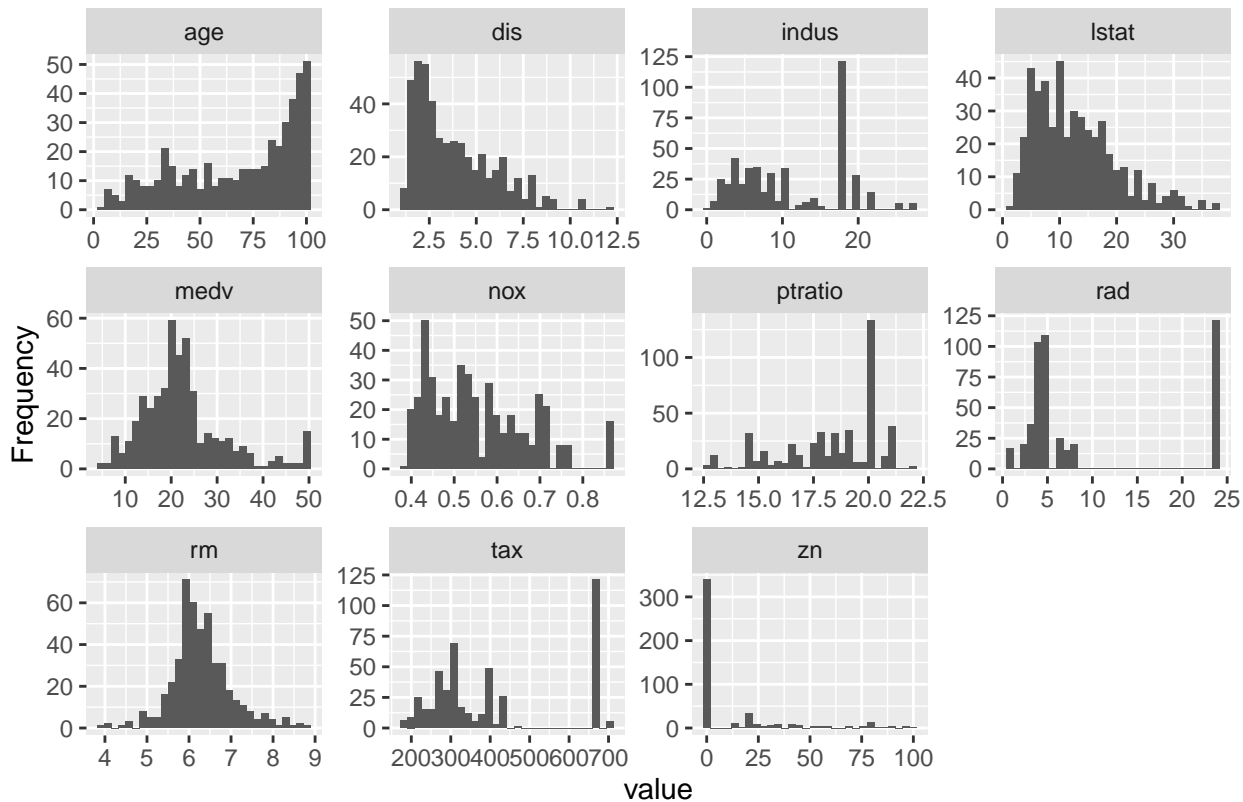 age dis indus lstat
50 40 30 20 10 0
40 20 0
125 100 75 50 25 0
40 30 20 10 0
0 25 50 75 100
2.5 5.0 7.5 10.0 12.5
0 10 20
0 10 20 30
medv nox ptratio rad
60 40 20 0
50 40 30 20 10 0
100 50 0
125 100 75 50 25 0
10 20 30 40 50
0.4 0.5 0.6 0.7 0.8
12.5 15.0 17.5 20.0 22.5
0 5 10 15 20 25
Frequency
rm tax zn
60 40 20 0
125 100 75 50 25 0
300 200 100 0
4 5 6 7 8 9
200 300 400 500 600 700
0 25 50 75 100
value